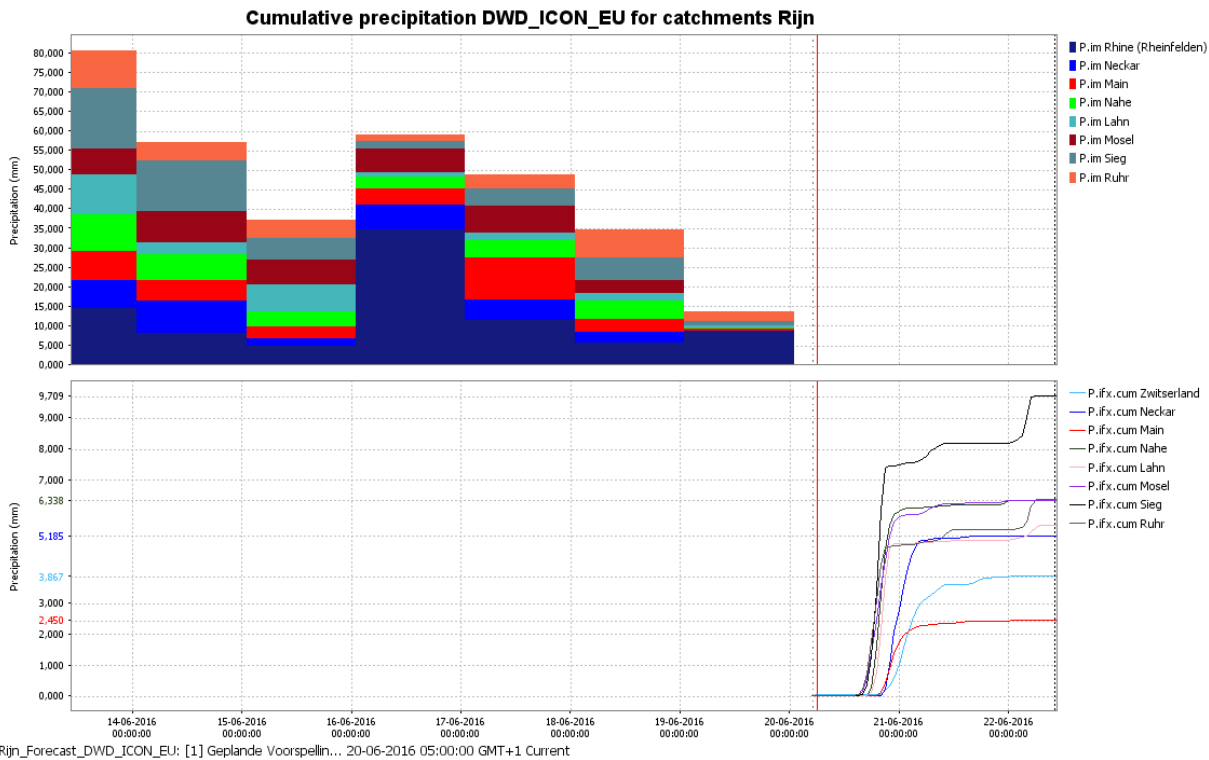 Cumulative precipitation DWD_ICON_EU for catchments Rijn
Precipitation (mm)
80,000
75,000
70,000
65,000
60,000
55,000
50,000
45,000
40,000
35,000
30,000
25,000
20,000
15,000
10,000
5,000
0,000
P.im Rhine (Rheinfelden)
P.im Neckar
P.im Main
P.im Nahe
P.im Lahn
P.im Mosel
P.im Sieg
P.im Ruhr
Precipitation (mm)
9,709
9,000
8,000
7,000
6,338
5,185
3,867
3,000
2,450
2,000
1,000
0,000
P.ifx.cum Zwitserland
P.ifx.cum Neckar
P.ifx.cum Main
P.ifx.cum Nahe
P.ifx.cum Lahn
P.ifx.cum Mosel
P.ifx.cum Sieg
P.ifx.cum Ruhr
14-06-2016 15-06-2016 16-06-2016 17-06-2016 18-06-2016 19-06-2016 20-06-2016 21-06-2016 22-06-2016
00:00:00 00:00:00 00:00:00 00:00:00 00:00:00 00:00:00 00:00:00 00:00:00 00:00:00
Rijn_Forecast_DWD_ICON_EU: [1] Geplande Voorspellin... 20-06-2016 05:00:00 GMT+1 Current